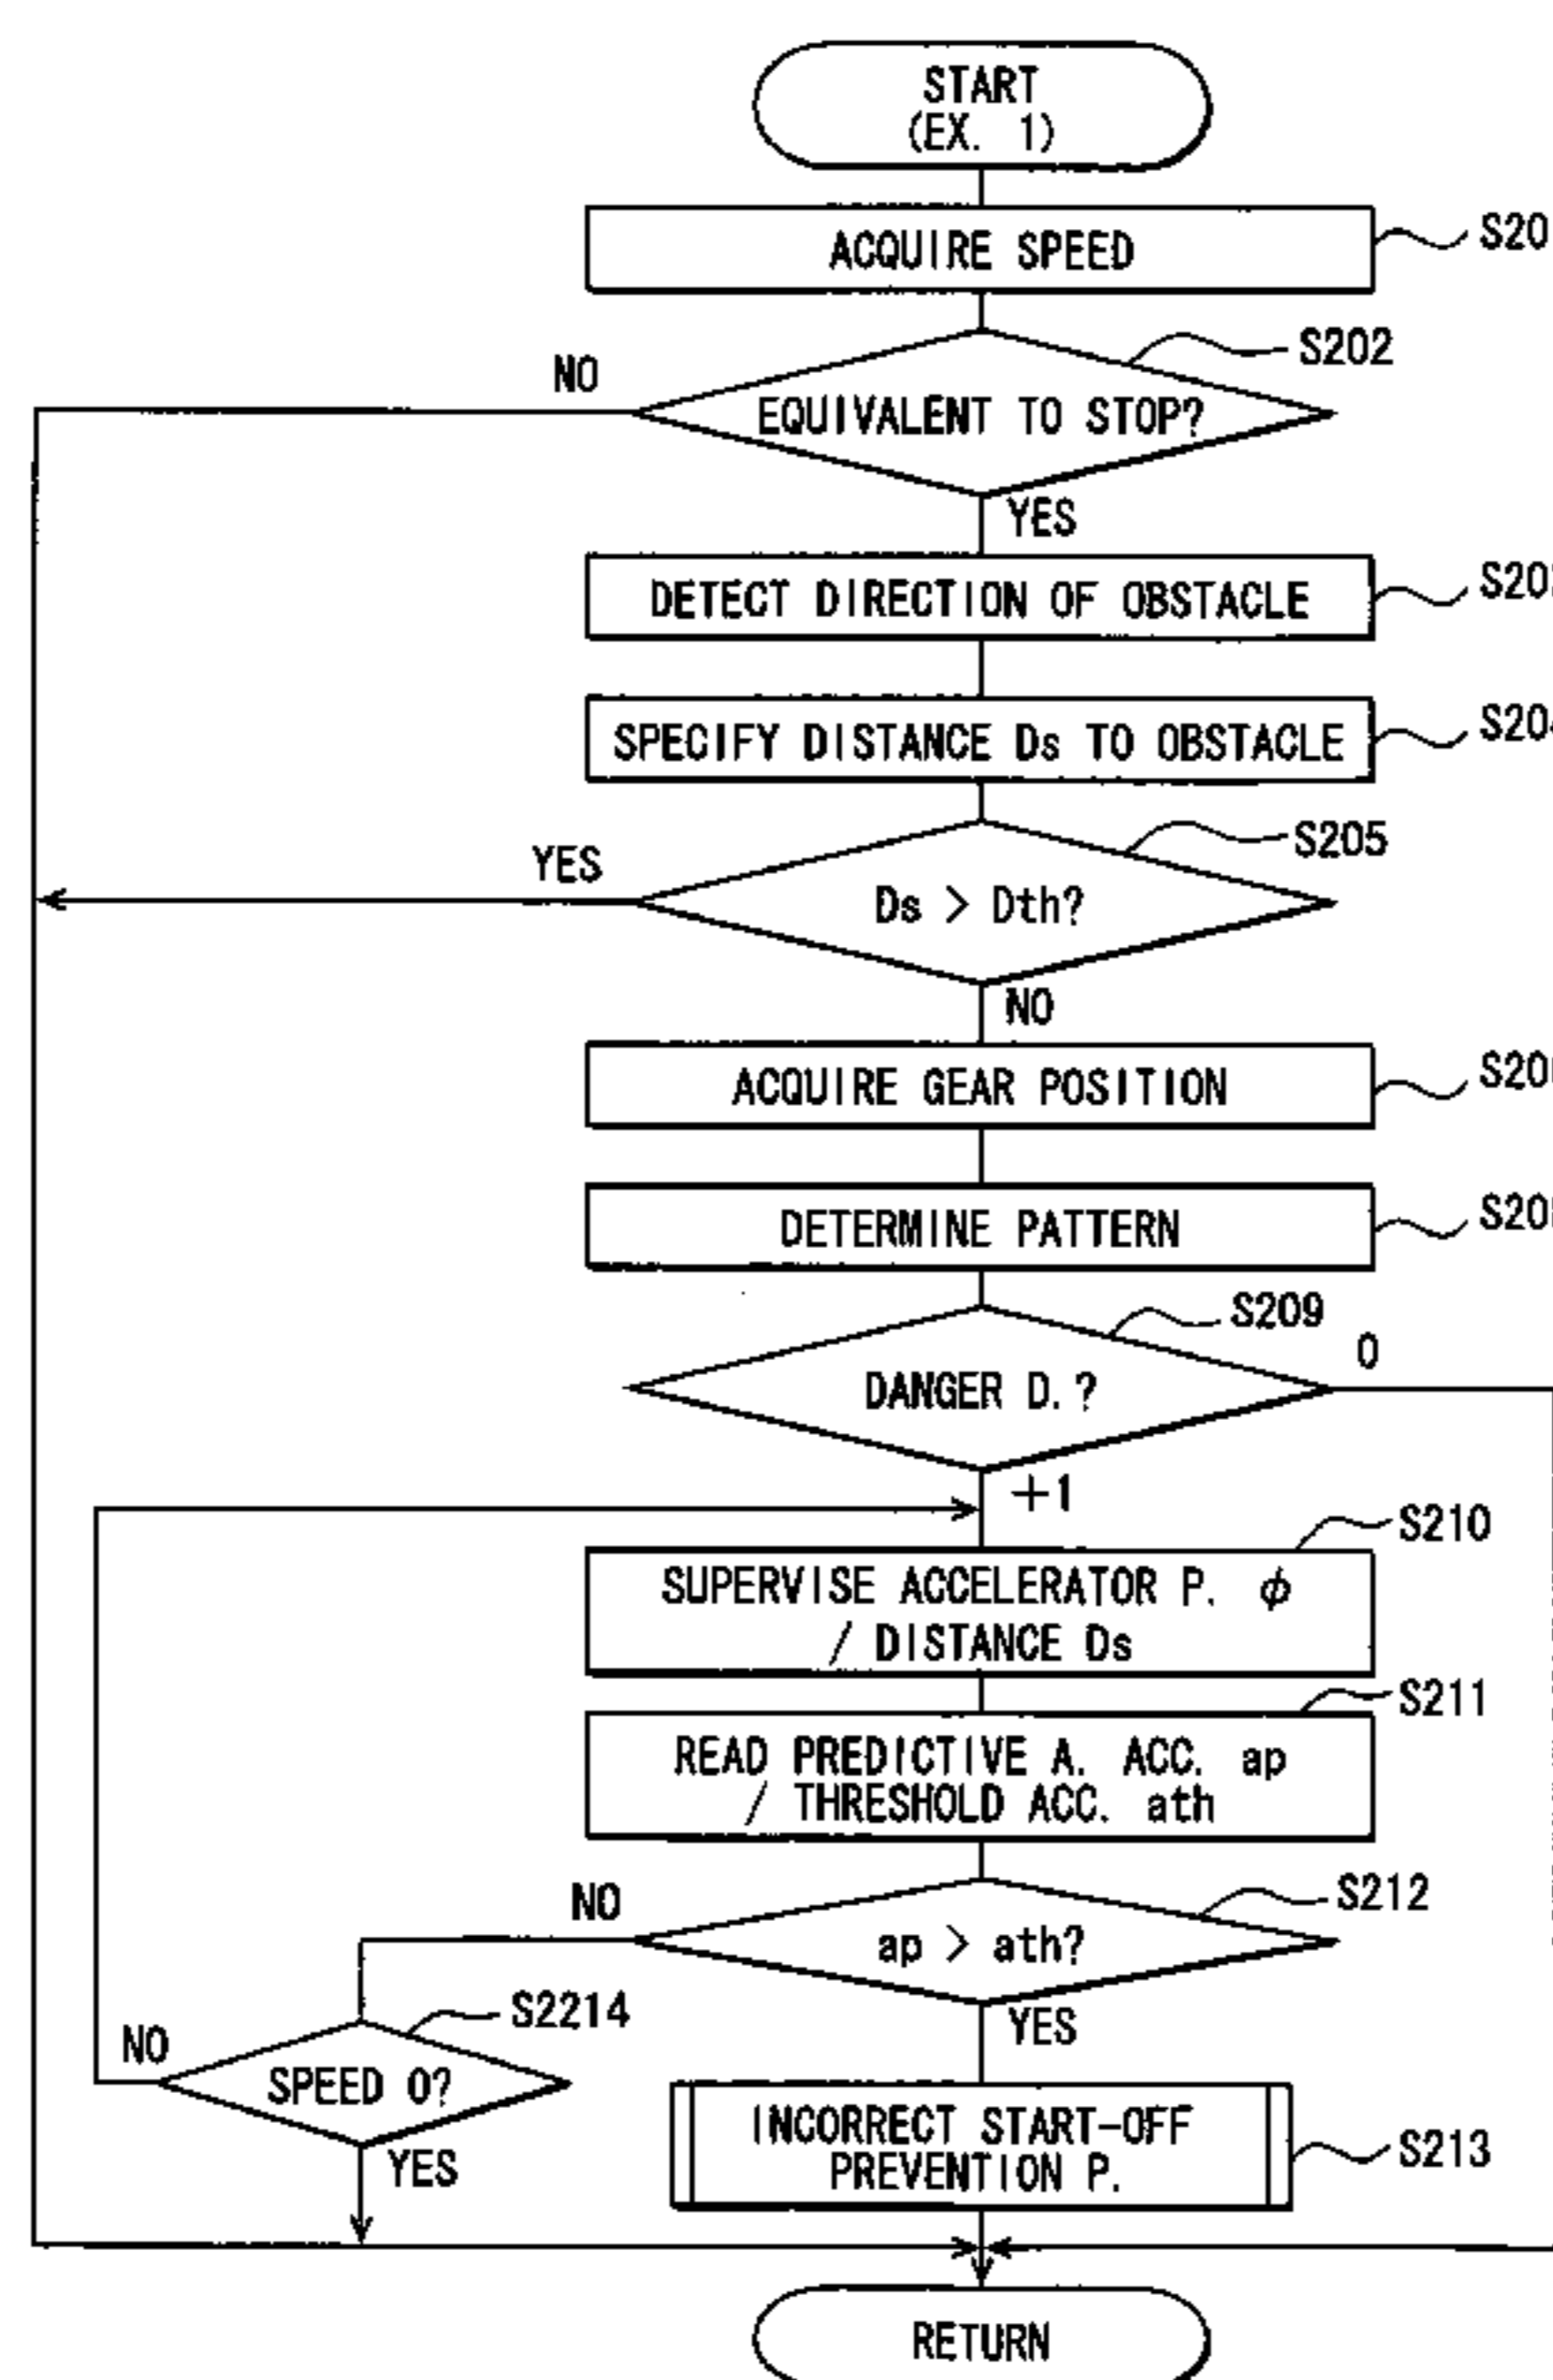 START
(EX. 1)
ACQUIRE SPEED
S20
NO
S202
EQUIVALENT TO STOP?
YES
DETECT DIRECTION OF OBSTACLE
SPECIFY DISTANCE Ds TO OBSTACLE
YES
S205
Ds > Dth?
NO
ACQUIRE GEAR POSITION
DETERMINE PATTERN
S209
0
DANGER D.?
+1
S210
SUPERVISE ACCELERATOR P. ϕ
/ DISTANCE Ds
S211
READ PREDICTIVE A. ACC. ap
/ THRESHOLD ACC. ath
NO
S212
ap > ath?
YES
S2214
NO
SPEED 0?
YES
INCORRECT START-OFF
PREVENTION P.
S213
RETURN